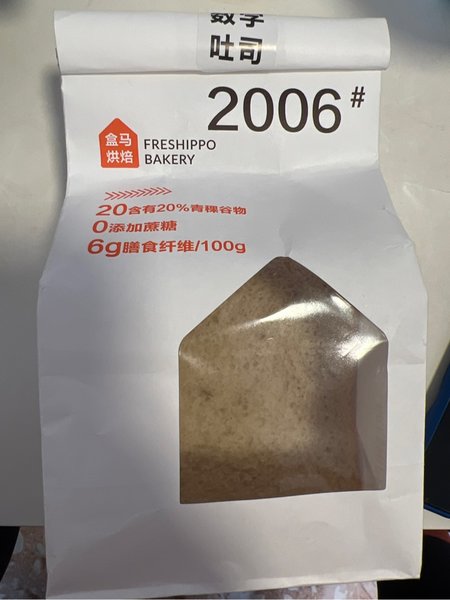 数字
吐司
2006#
盒马
烘焙
FRESHIPPO
BAKERY
20含有20%青稞谷物
0添加蔗糖
6g膳食纤维/100g